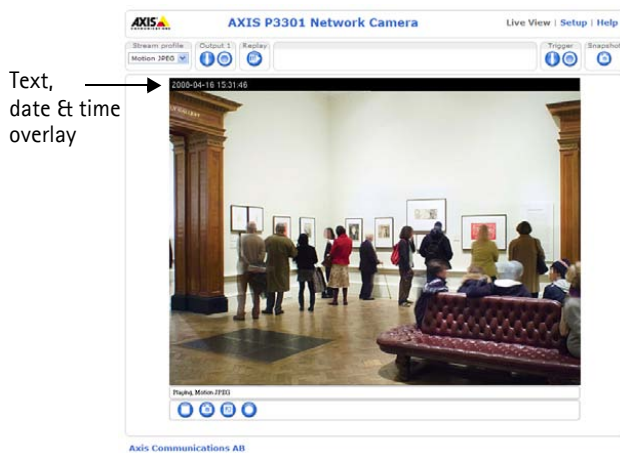 AXIS
COMMUNICATIONS
AXIS P3301 Network Camera
Live View | Setup | Help
Stream profile
Output 1
Replay
Trigger
Snapshot
Motion JPEG
Text,
date & time
overlay
2008-04-16 15:31:46
Playing, Motion JPEG
Axis Communications AB